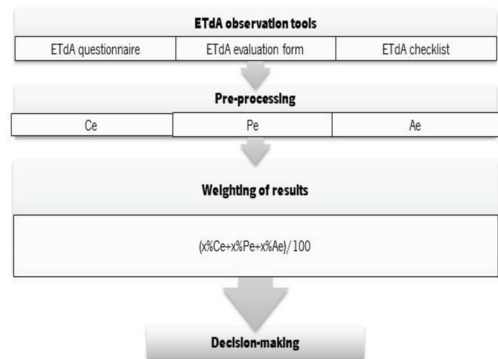 ETdA observation tools
ETdA questionnaire ETdA evaluation form ETdA checklist
Pre-processing
Ce Pe Ae
Weighting of results
(x%Ce+x%Pe+x%Ae)/100
Decision-making